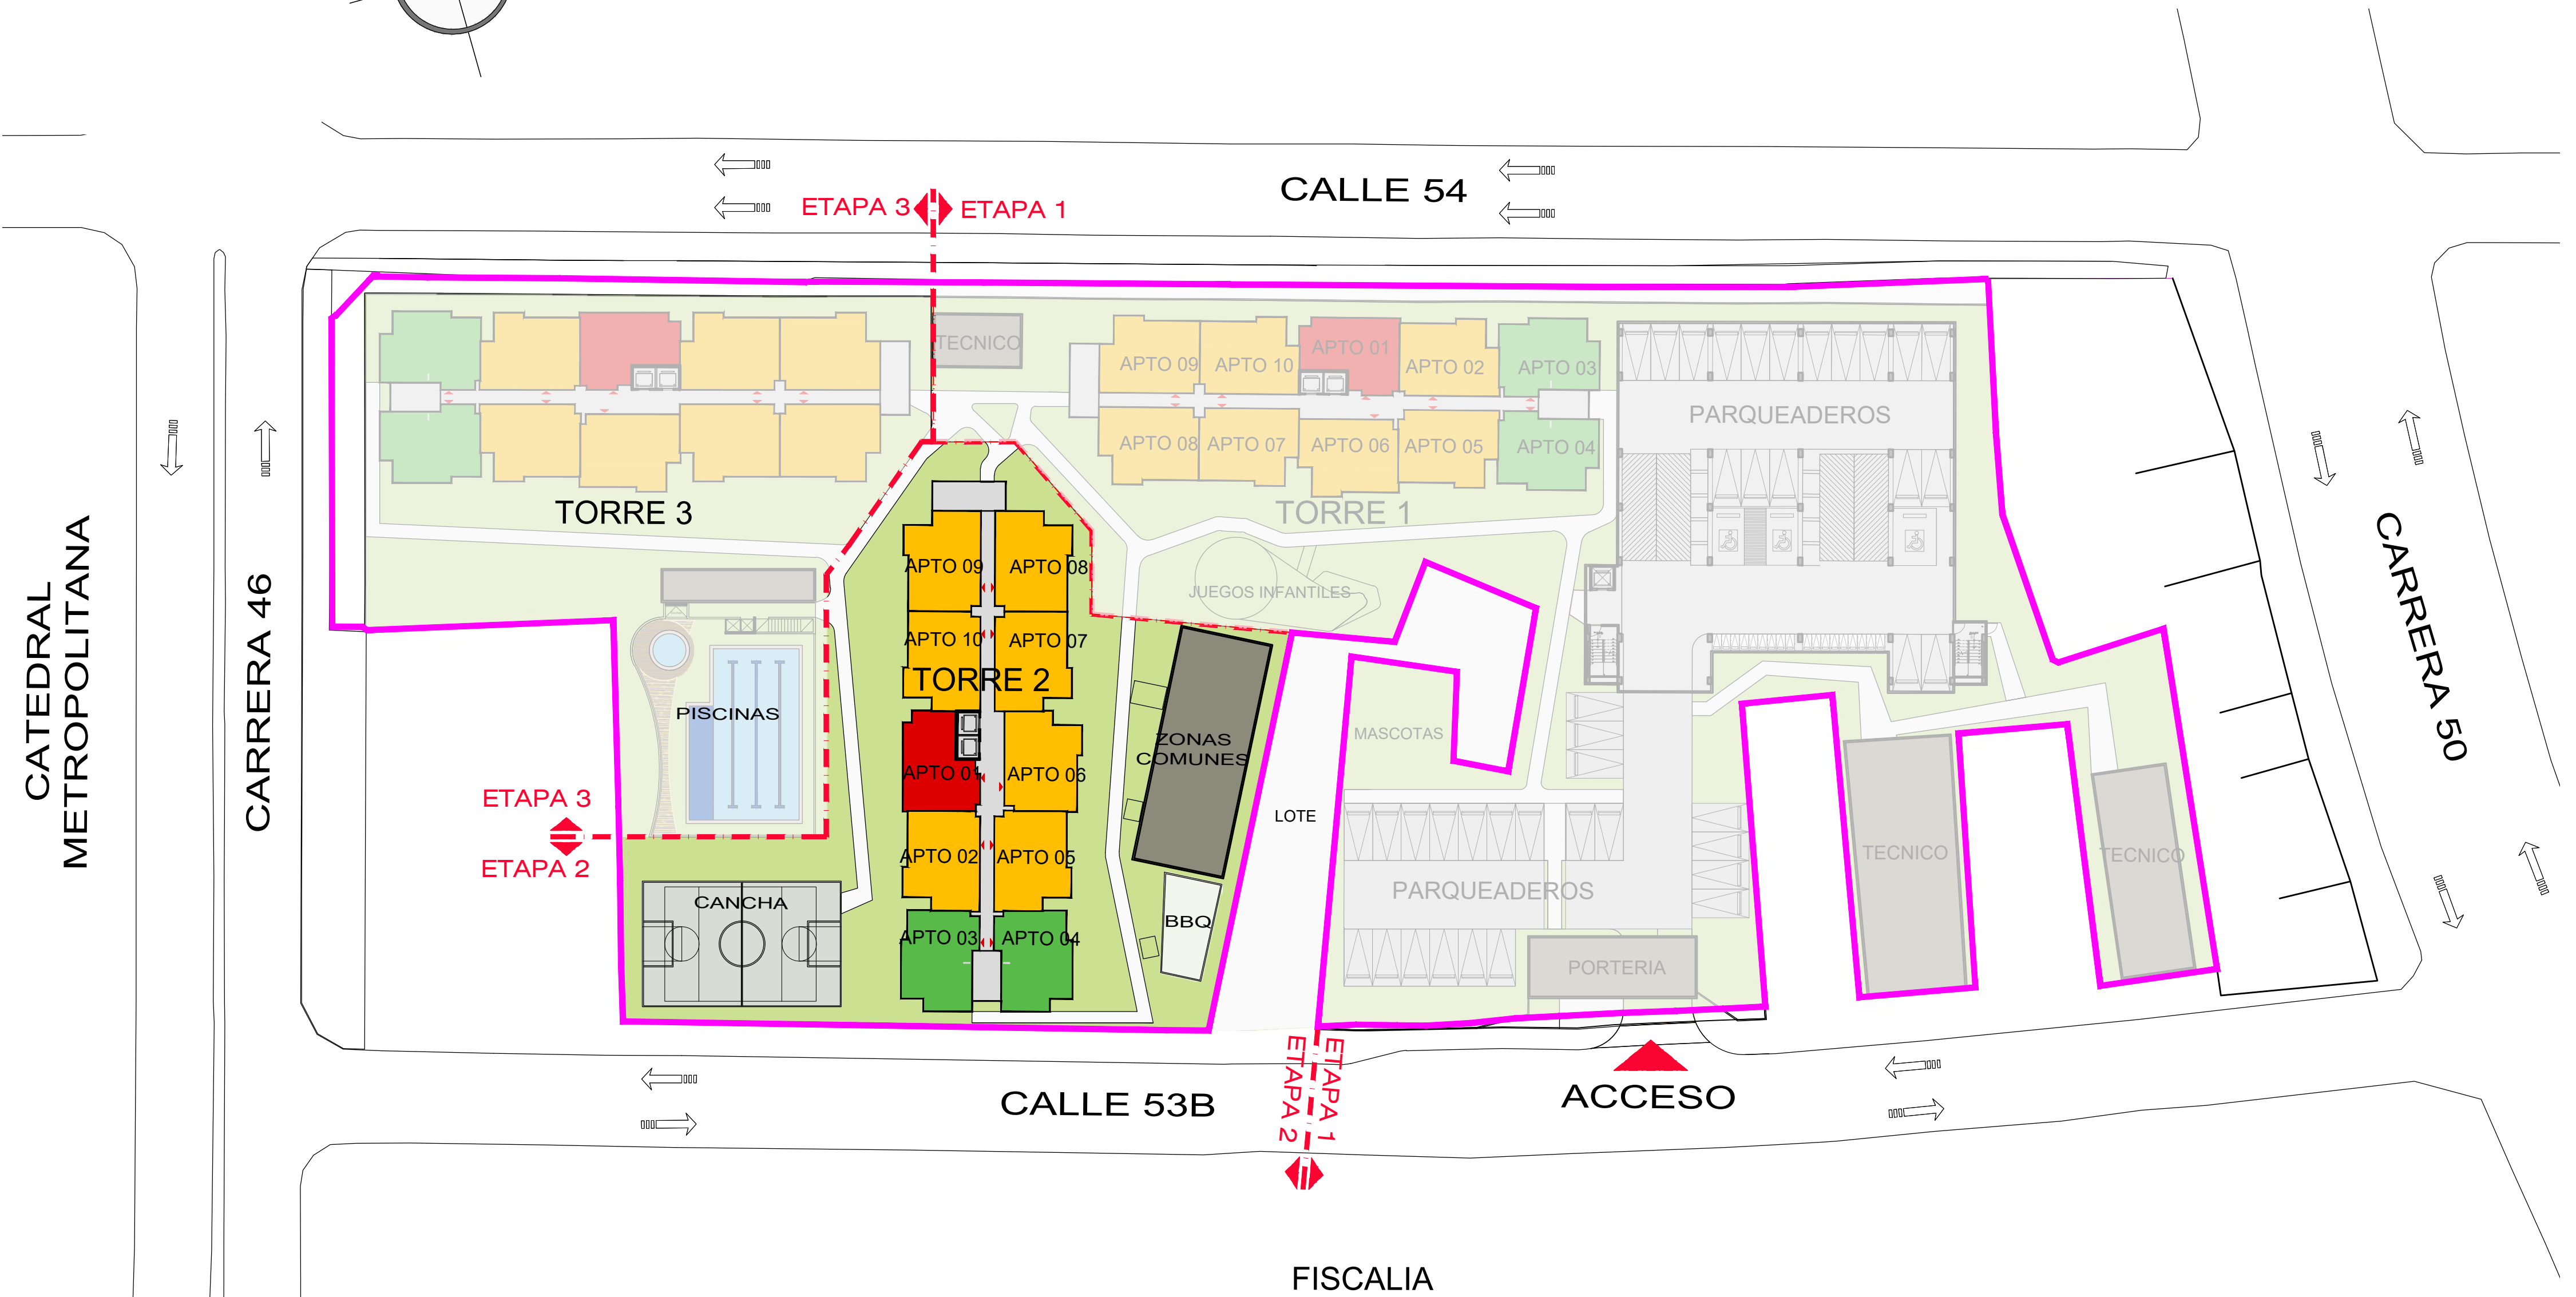 CALLE 54
ETAPA 3
ETAPA 1
TECNICO
APTO 09
APTO 10
APTO 01
APTO 02
APTO 03
APTO 08
APTO 07
APTO 06
APTO 05
APTO 04
PARQUEADEROS
TORRE 3
TORRE 1
APTO 09
APTO 08
JUEGOS INFANTILES
APTO 10
APTO 07
TORRE 2
PISCINAS
ZONAS
COMUNES
MASCOTAS
APTO 01
APTO 06
CATEDRAL
METROPOLITANA
CARRERA 46
CARRERA 50
ETAPA 3
ETAPA 2
LOTE
APTO 02
APTO 05
TECNICO
TECNICO
PARQUEADEROS
CANCHA
BBQ
APTO 03
APTO 04
PORTERIA
ETAPA 1
ETAPA 2
CALLE 53B
ACCESO
FISCALIA